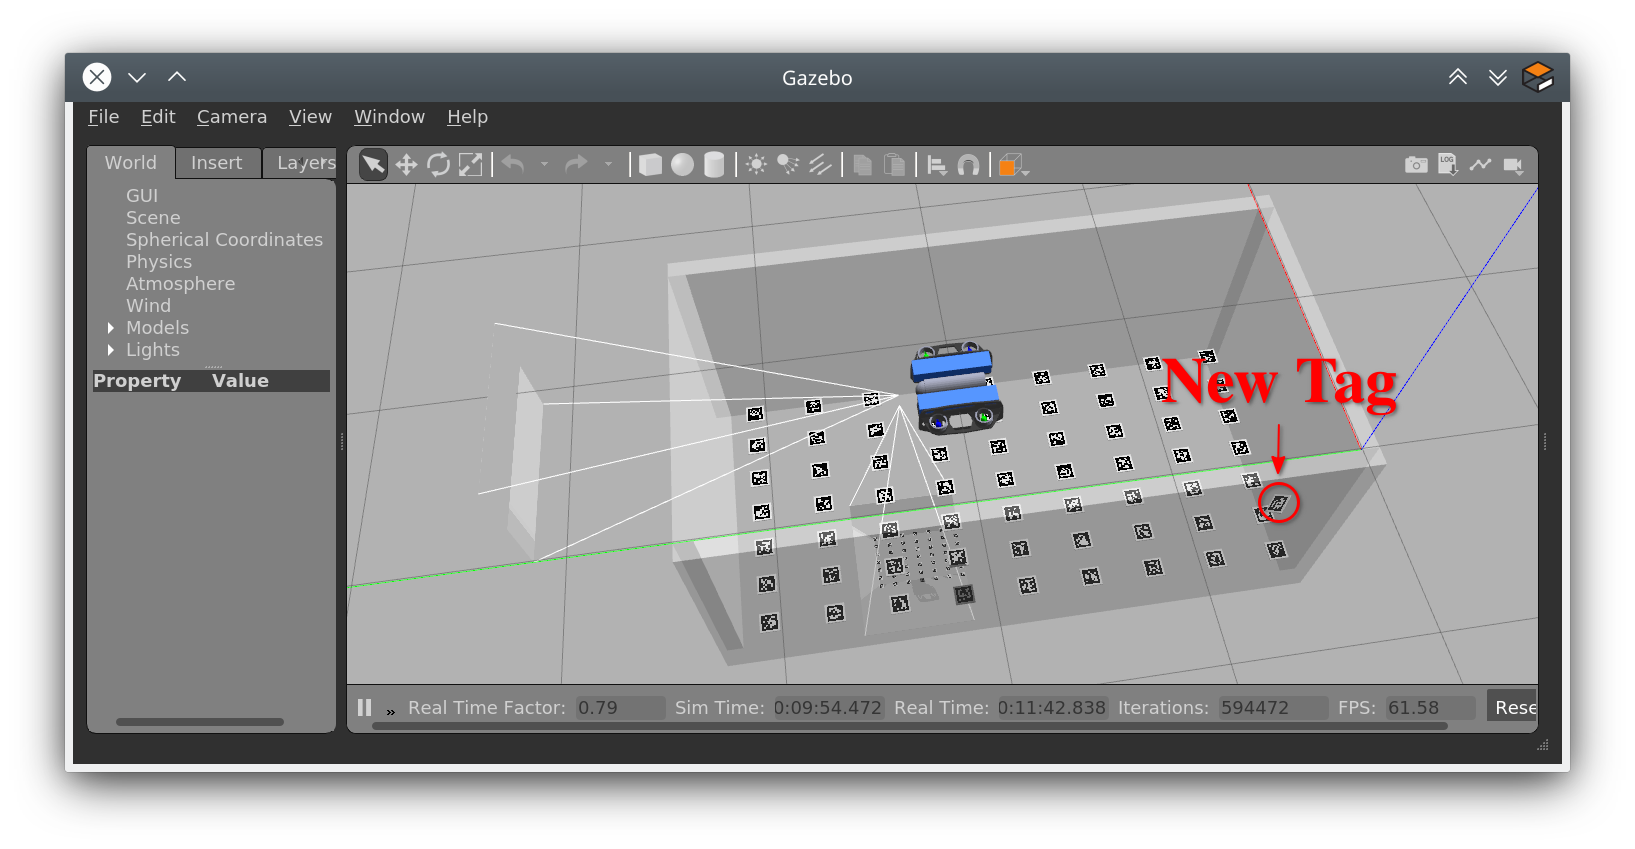 Gazebo
File Edit Camera View Window Help
World Insert Layers
LOG
GUI
Scene
Spherical Coordinates
Physics
Atmosphere
Wind
Models
Lights
Property Value
New Tag
Real Time Factor: 0.79 Sim Time: 0:09:54.472 Real Time: 0:11:42.838 Iterations: 594472 FPS: 61.58 Rese